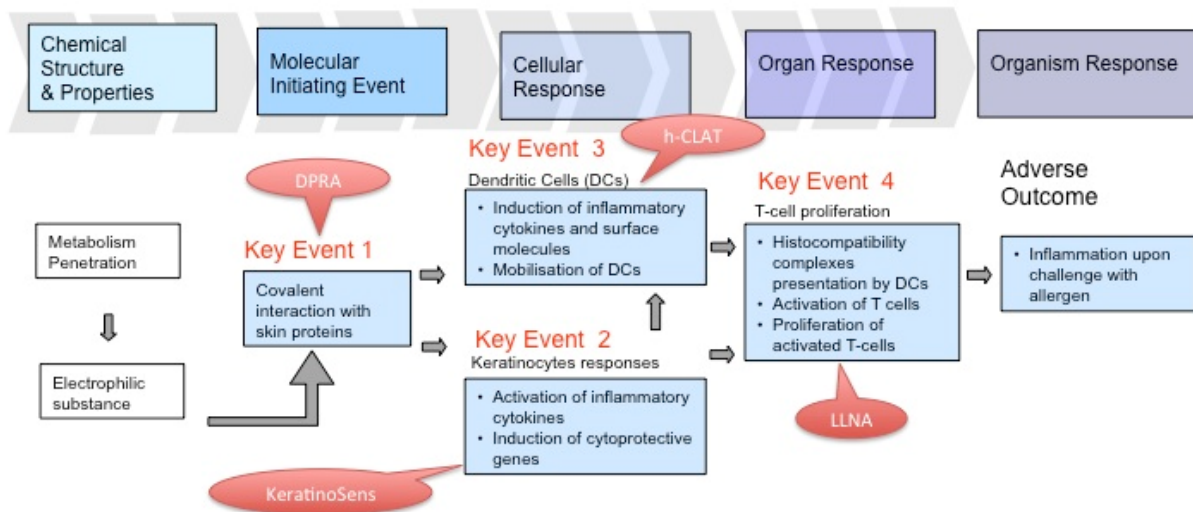 Chemical
Structure
& Properties
Molecular
Initiating Event
Cellular
Response
Organ Response
Organism Response
h-CLAT
DPRA
Key Event 3
Dendritic Cells (DCs)
• Induction of inflammatory
cytokines and surface
molecules
• Mobilisation of DCs
Key Event 4
T-cell proliferation
• Histocompatibility
complexes
presentation by DCs
• Activation of T cells
• Proliferation of
activated T-cells
Adverse
Outcome
• Inflammation upon
challenge with
allergen
Metabolism
Penetration
Key Event 1
Covalent
interaction with
skin proteins
Key Event 2
Keratinocytes responses
• Activation of inflammatory
cytokines
• Induction of cytoprotective
genes
Electrophilic
substance
LLNA
KeratinoSens